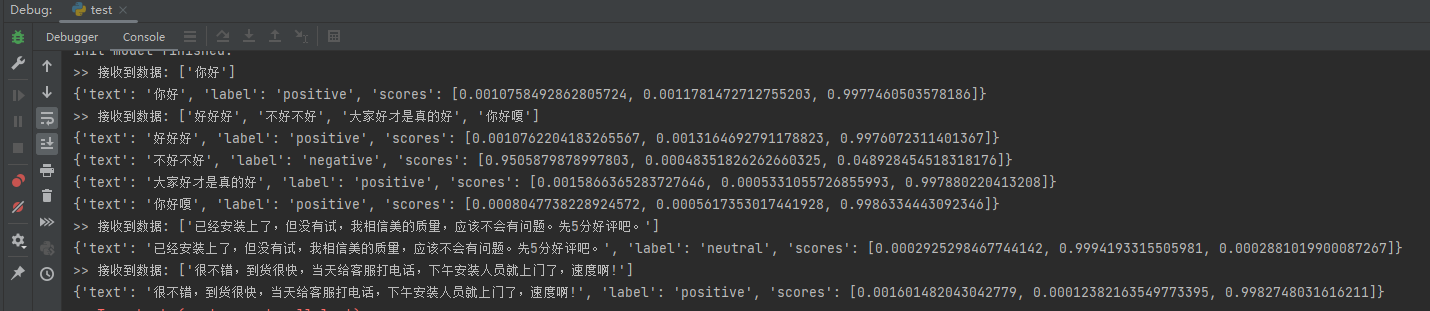 Debug: test
Debugger Console
init model finished.
>> 接收到数据: ['你好']
{'text': '你好', 'label': 'positive', 'scores': [0.0010758492862805724, 0.0011781472712755203, 0.9977460503578186]}
>> 接收到数据: ['好好好', '不好不好', '大家好才是真的好', '你好嗄']
{'text': '好好好', 'label': 'positive', 'scores': [0.0010762204183265567, 0.0013164692791178823, 0.9976072311401367]}
{'text': '不好不好', 'label': 'negative', 'scores': [0.9505879878997803, 0.00048351826262660325, 0.048928454518318176]}
{'text': '大家好才是真的好', 'label': 'positive', 'scores': [0.0015866365283727646, 0.0005331055726855993, 0.997880220413208]}
{'text': '你好嗄', 'label': 'positive', 'scores': [0.0008047738228924572, 0.0005617353017441928, 0.9986334443092346]}
>> 接收到数据: ['已经安装上了，但没有试，我相信美的质量，应该不会有问题。先5分好评吧。']
{'text': '已经安装上了，但没有试，我相信美的质量，应该不会有问题。先5分好评吧。', 'label': 'neutral', 'scores': [0.0002925298467744142, 0.9994193315505981, 0.0002881019900087267]}
>> 接收到数据: ['很不错，到货很快，当天给客服打电话，下午安装人员就上门了，速度啊!']
{'text': '很不错，到货很快，当天给客服打电话，下午安装人员就上门了，速度啊!', 'label': 'positive', 'scores': [0.001601482043042779, 0.00012382163549773395, 0.9982748031616211]}